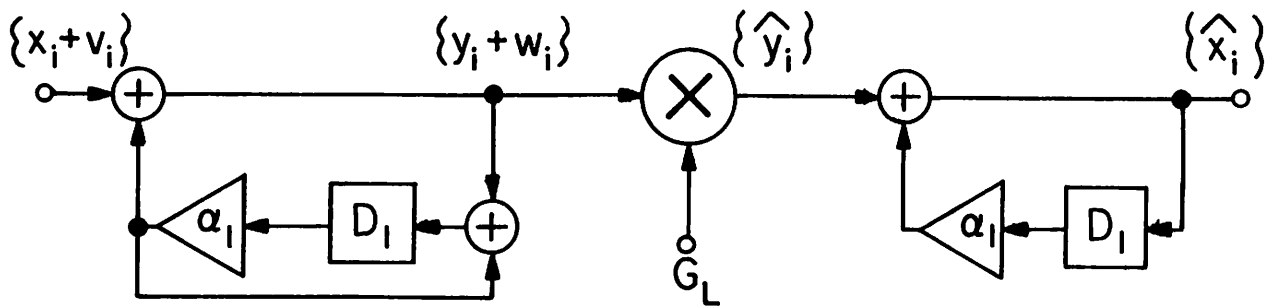 {x_i+v_i}
{y_i+w_i}
{ŷ_i}
{x̂_i}
+
×
+
α_1
D_1
+
α_1
D_1
G_L